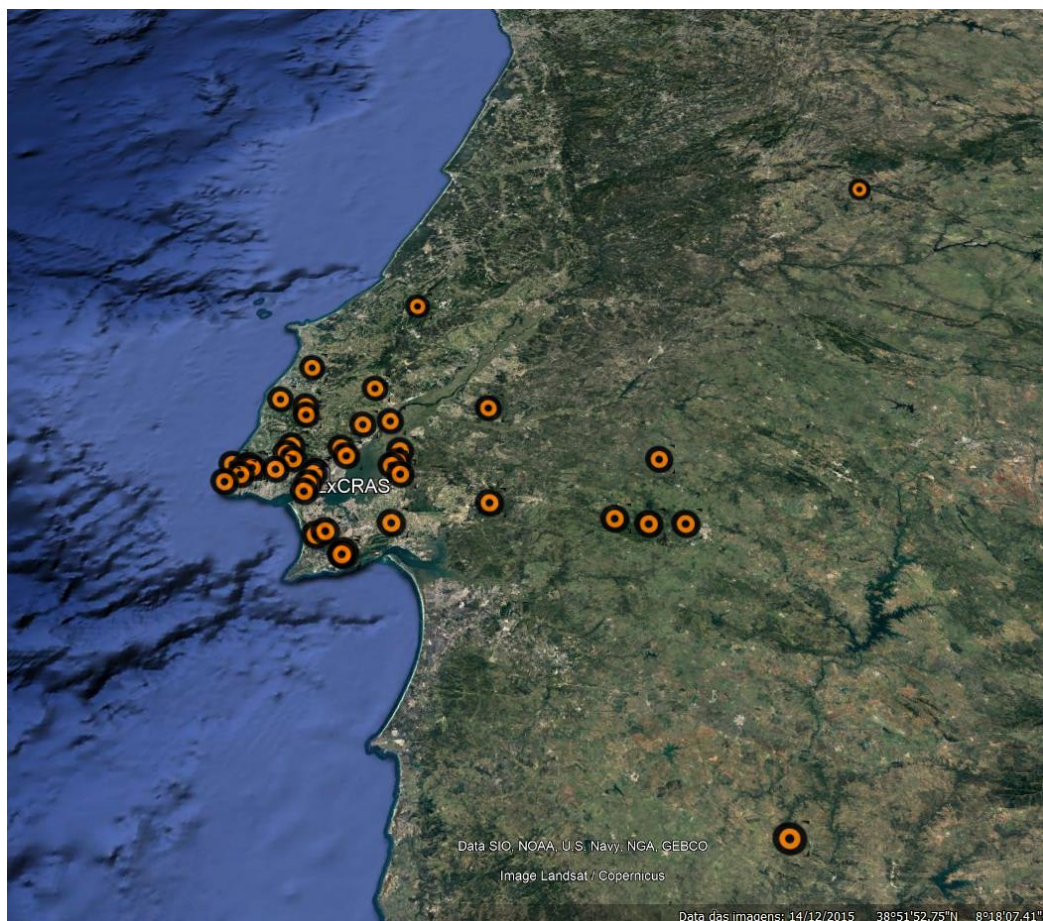 LxCRAS
Data SIO, NOAA, U.S. Navy, NGA, GEBCO
Image Landsat / Copernicus
Data das imagens: 14/12/2015 38°51'52.75"N 8°18'07.41"